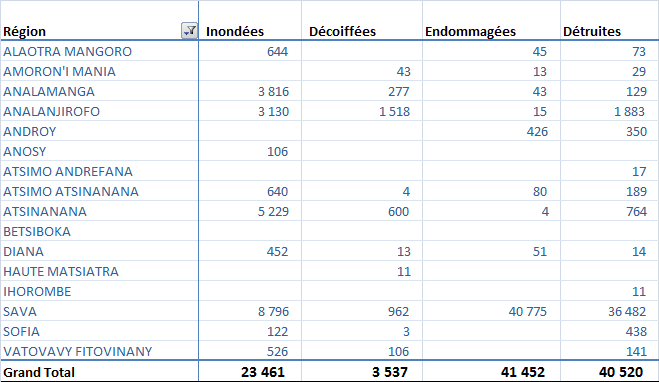 Région Inondées Décoiffées Endommagées Détruites
ALAOTRA MANGORO 644 45 73
AMORON'I MANIA 43 13 29
ANALAMANGA 3 816 277 43 129
ANALANJIROFO 3 130 1 518 15 1 883
ANDROY 426 350
ANOSY 106
ATSIMO ANDREFANA 17
ATSIMO ATSINANANA 640 4 80 189
ATSINANANA 5 229 600 4 764
BETSIBOKA
DIANA 452 13 51 14
HAUTE MATSIATRA 11
IHOROMBE 11
SAVA 8 796 962 40 775 36 482
SOFIA 122 3 438
VATOVAVY FITOVINANY 526 106 141
Grand Total 23 461 3 537 41 452 40 520